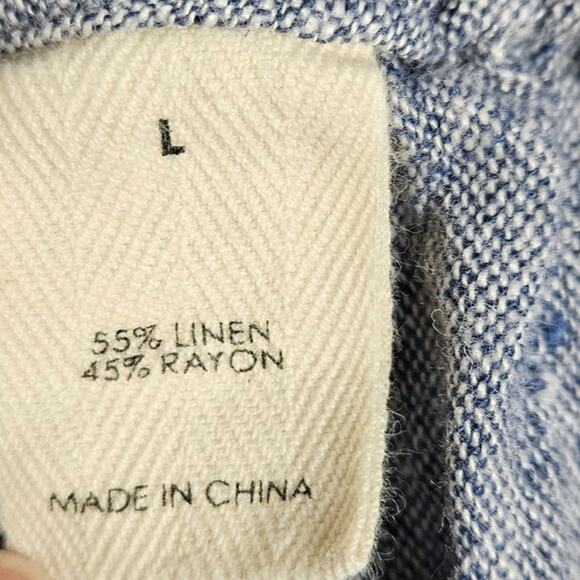 L
55% LINEN
45% RAYON
MADE IN CHINA